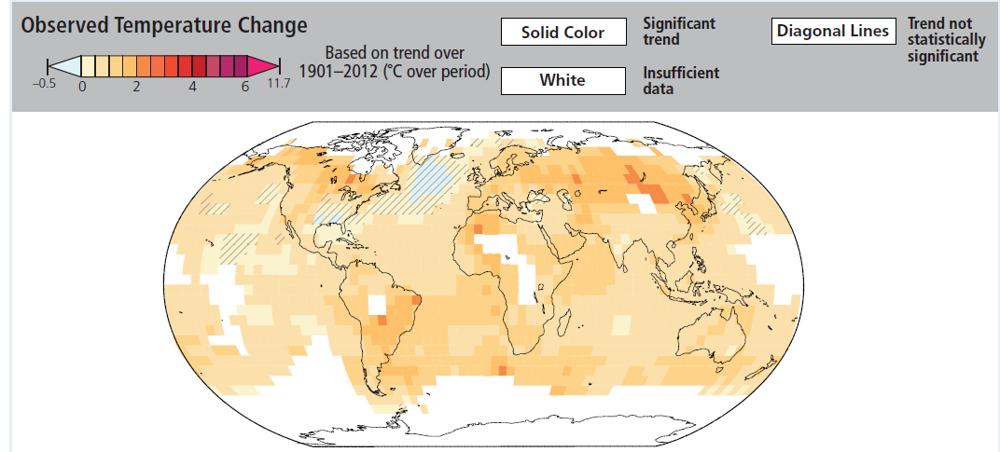 Observed Temperature Change
Based on trend over
1901–2012 (°C over period)
−0.5
0
2
4
6
11.7
Solid Color
Significant
trend
White
Insufficient
data
Diagonal Lines
Trend not
statistically
significant